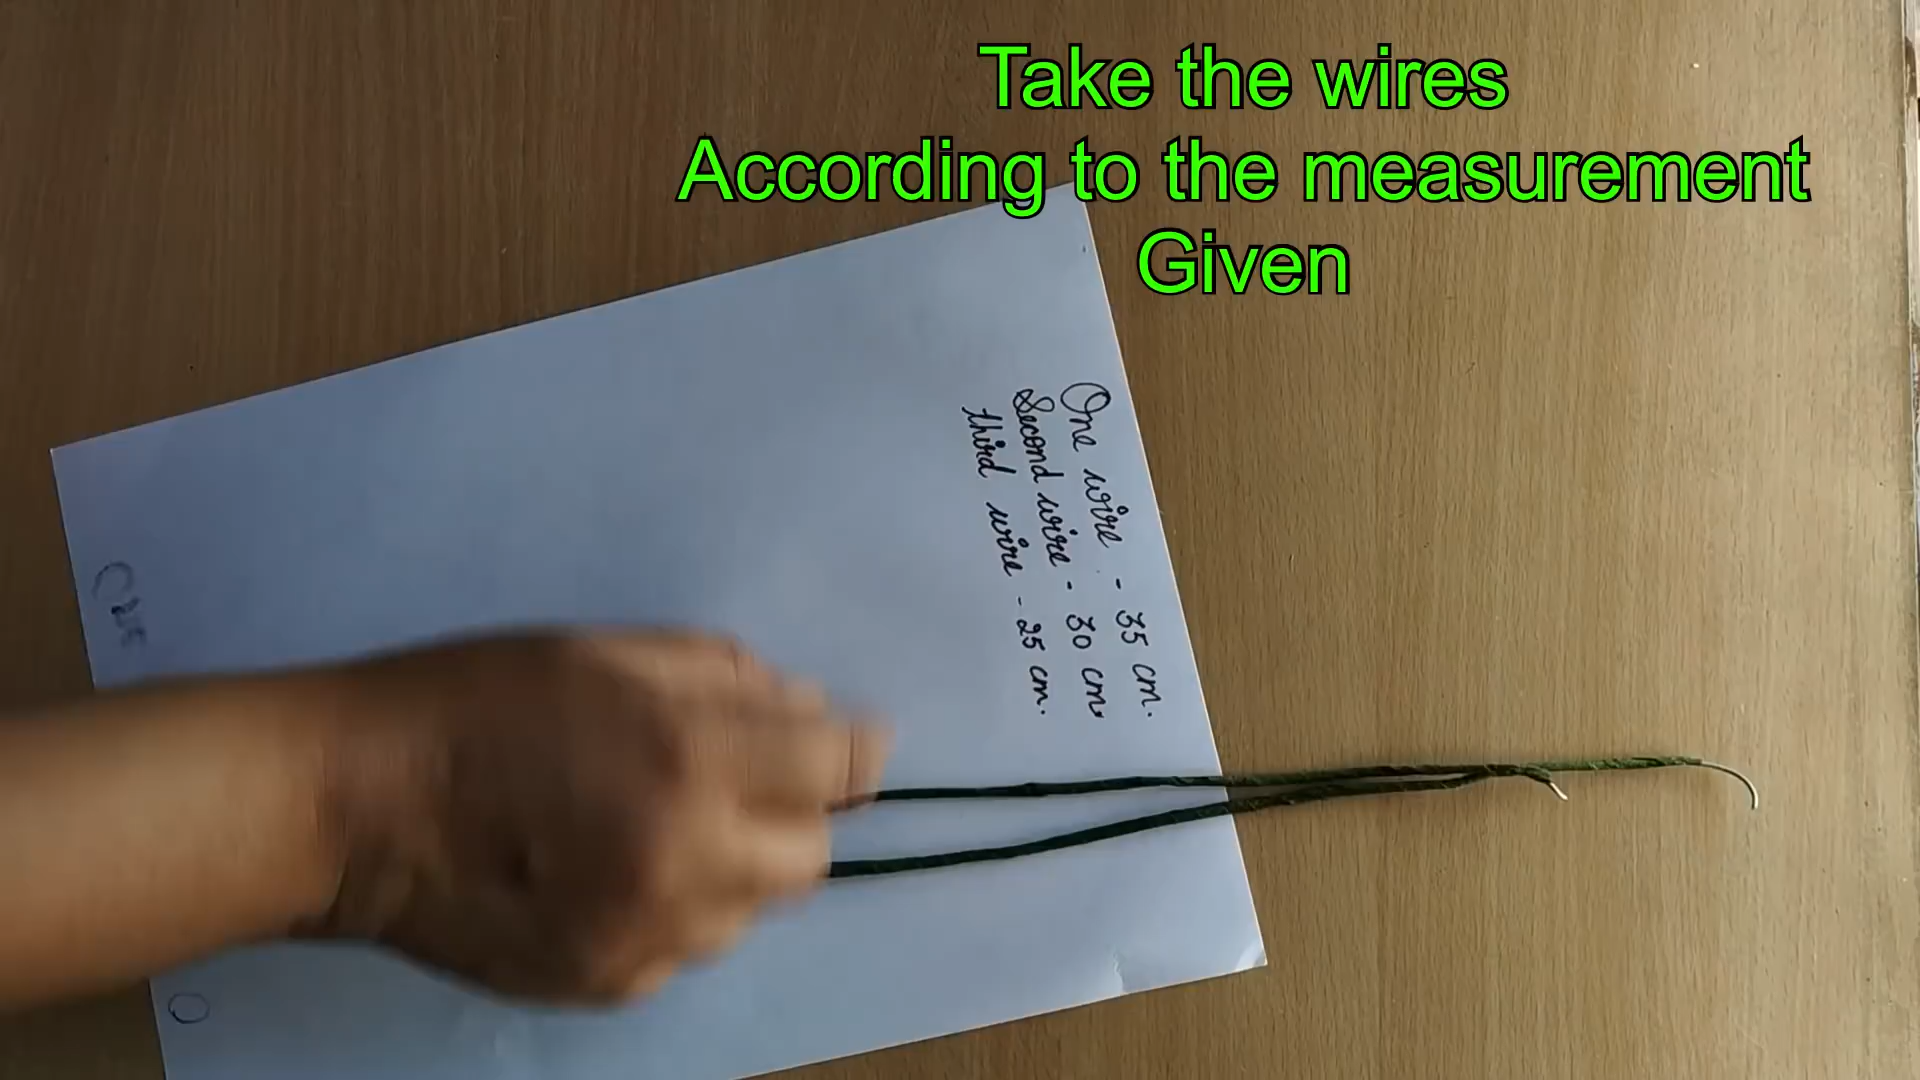 Take the wires
According to the measurement
Given
One wire - 35 cm.
Second wire - 30 cm
third wire - 25 cm.